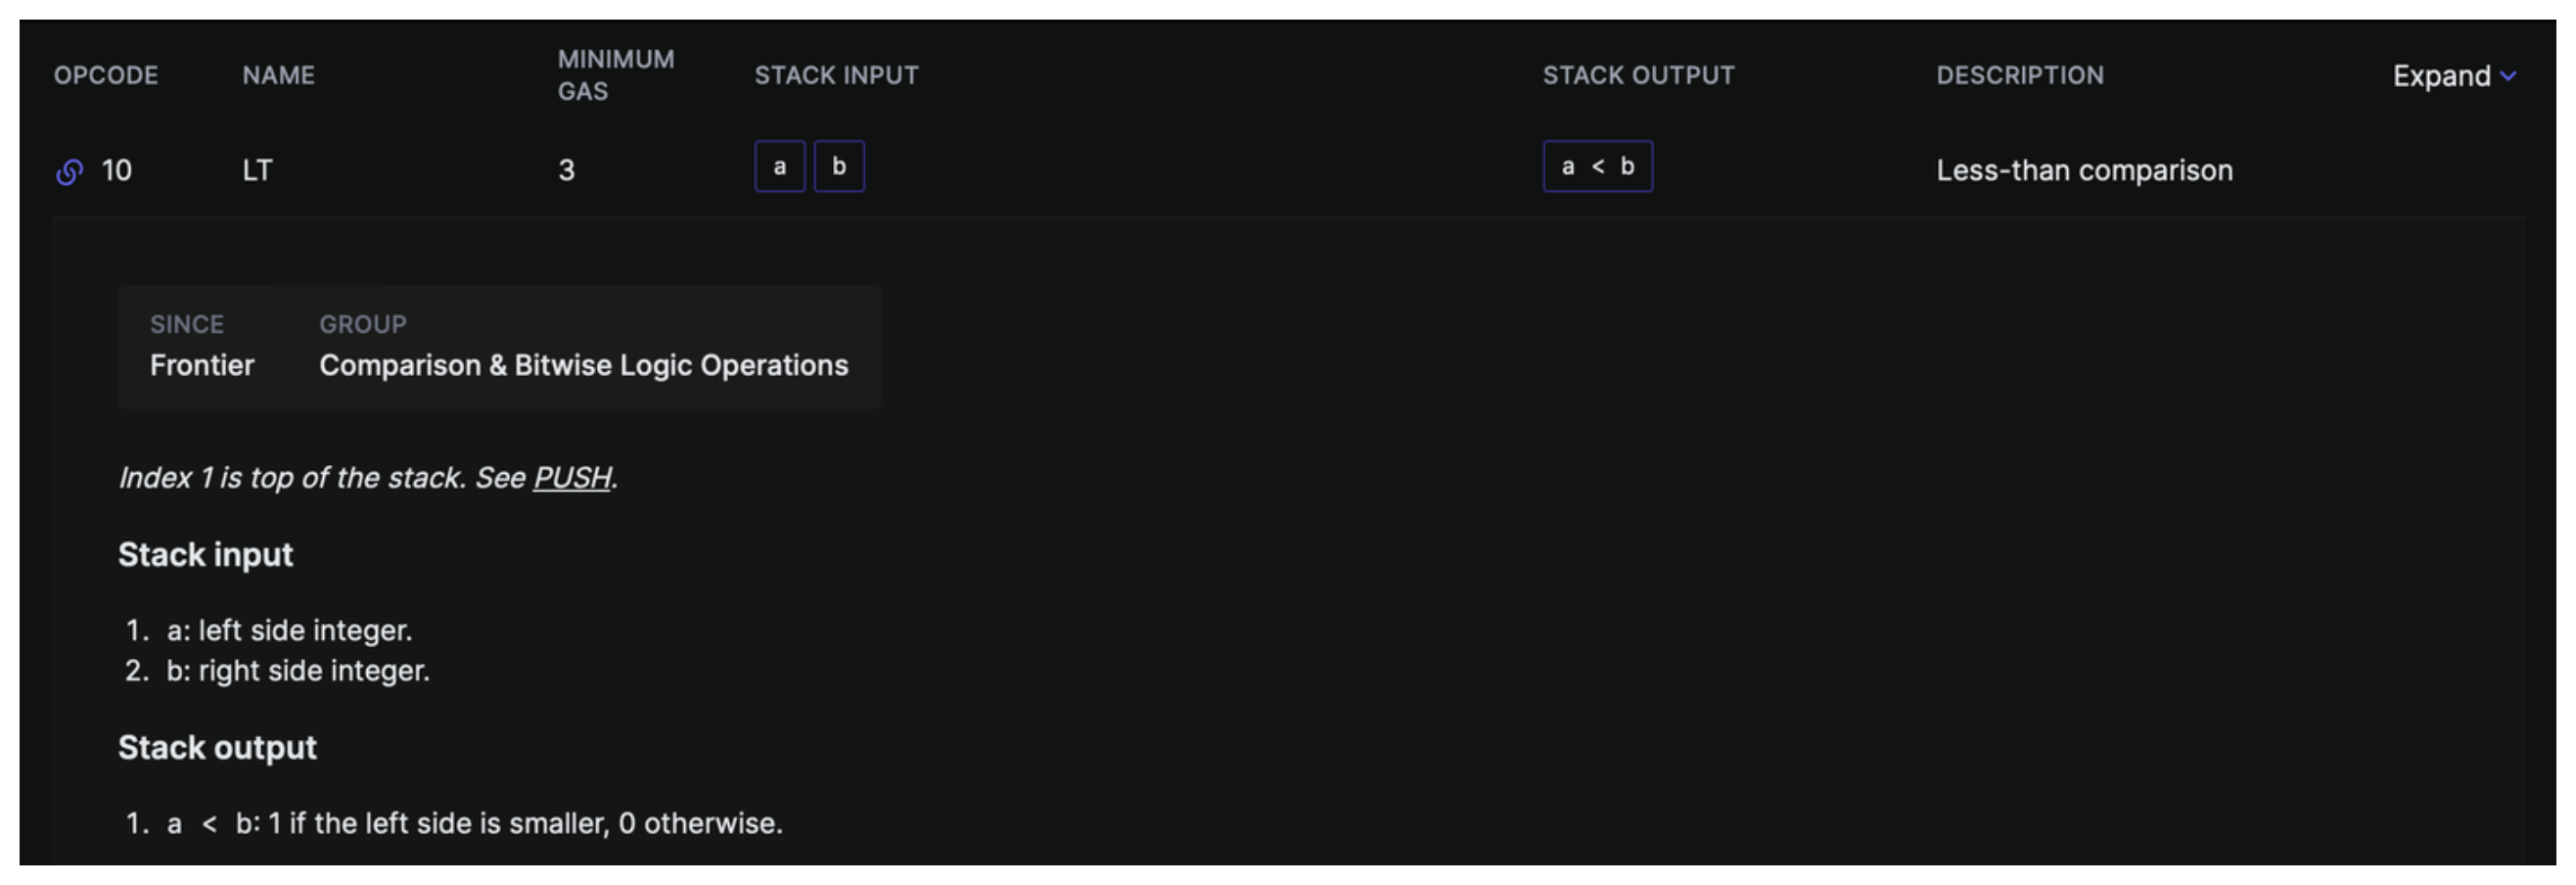 OPCODE NAME MINIMUM GAS STACK INPUT STACK OUTPUT DESCRIPTION Expand
10 LT 3 a b a < b Less-than comparison
SINCE GROUP
Frontier Comparison & Bitwise Logic Operations
Index 1 is top of the stack. See PUSH.
Stack input
1. a: left side integer.
2. b: right side integer.
Stack output
1. a < b: 1 if the left side is smaller, 0 otherwise.